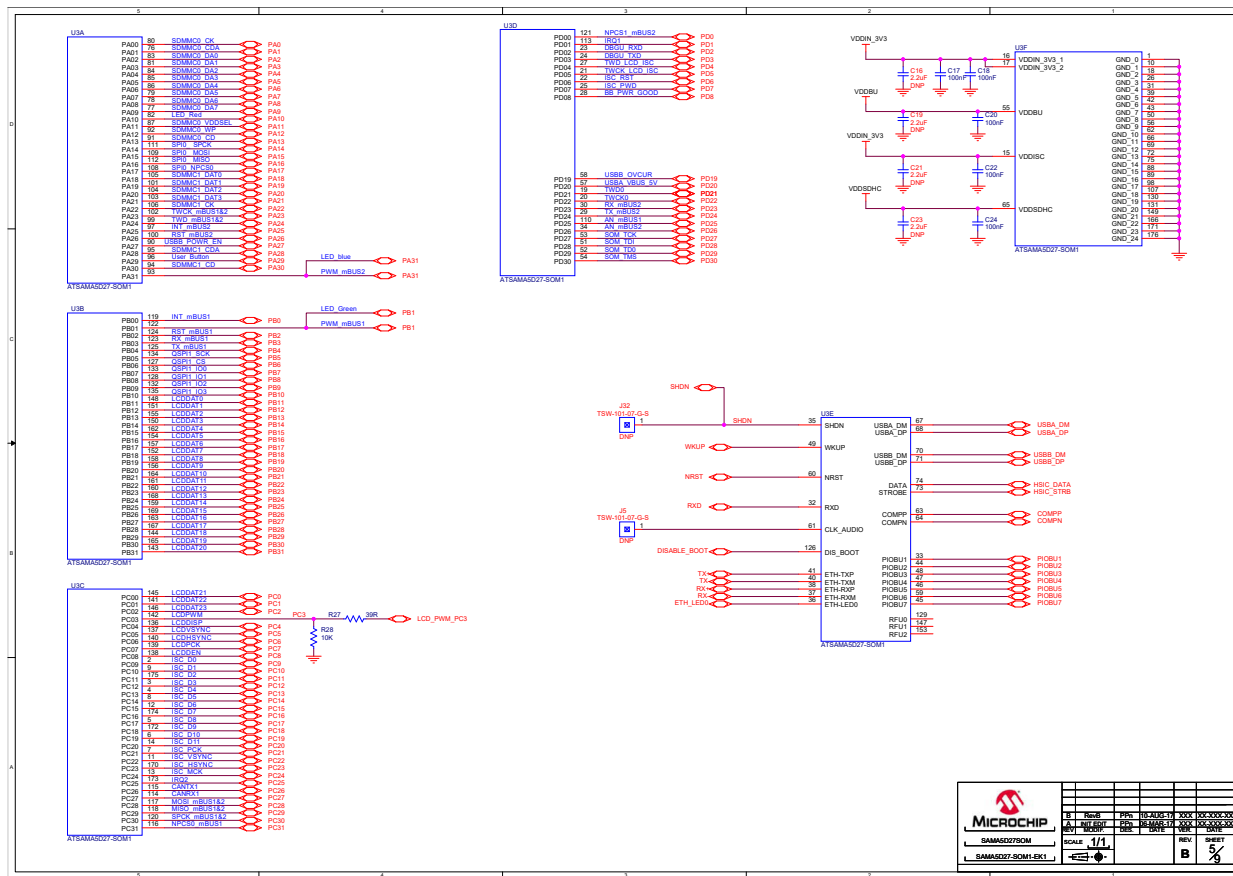 5 4 3 2 1
D
C
B
A
U3A
PA00 80 SDMMC0_CK PA0
PA01 76 SDMMC0_CDA PA1
PA02 83 SDMMC0_DA0 PA2
PA03 81 SDMMC0_DA1 PA3
PA04 84 SDMMC0_DA2 PA4
PA05 85 SDMMC0_DA3 PA5
PA06 86 SDMMC0_DA4 PA6
PA07 79 SDMMC0_DA5 PA7
PA08 78 SDMMC0_DA6 PA8
PA09 77 SDMMC0_DA7 PA9
PA10 82 LED_Red PA10
PA11 87 SDMMC0_VDDSEL PA11
PA12 92 SDMMC0_WP PA12
PA13 91 SDMMC0_CD PA13
PA14 111 SPI0_SPCK PA14
PA15 109 SPI0_MOSI PA15
PA16 112 SPI0_MISO PA16
PA17 108 SPI0_NPCS0 PA17
PA18 105 SDMMC1_DAT0 PA18
PA19 101 SDMMC1_DAT1 PA19
PA20 104 SDMMC1_DAT2 PA20
PA21 103 SDMMC1_DAT3 PA21
PA22 106 SDMMC1_CK PA22
PA23 102 TWCK_mBUS1&2 PA23
PA24 99 TWD_mBUS1&2 PA24
PA25 97 INT_mBUS2 PA25
PA26 100 RST_mBUS2 PA26
PA27 90 USBB_POWR_EN PA27
PA28 95 SDMMC1_CDA PA28
PA29 96 User_Button PA29
PA30 94 SDMMC1_CD PA30
PA31 93
LED_blue PA31
PWM_mBUS2
ATSAMA5D27-SOM1
U3B
PB00 119 INT_mBUS1 PB0
PB01 122
LED_Green PB1
PWM_mBUS1 PB1
PB02 124 RST_mBUS1 PB2
PB03 123 RX_mBUS1 PB3
PB04 125 TX_mBUS1 PB4
PB05 134 QSPI1_SCK PB5
PB06 127 QSPI1_CS PB6
PB07 133 QSPI1_IO0 PB7
PB08 128 QSPI1_IO1 PB8
PB09 132 QSPI1_IO2 PB9
PB10 135 QSPI1_IO3 PB10
PB11 148 LCDDAT0 PB11
PB12 151 LCDDAT1 PB12
PB13 155 LCDDAT2 PB13
PB14 150 LCDDAT3 PB14
PB15 162 LCDDAT4 PB15
PB16 154 LCDDAT5 PB16
PB17 157 LCDDAT6 PB17
PB18 152 LCDDAT7 PB18
PB19 158 LCDDAT8 PB19
PB20 156 LCDDAT9 PB20
PB21 164 LCDDAT10 PB21
PB22 161 LCDDAT11 PB22
PB23 160 LCDDAT12 PB23
PB24 168 LCDDAT13 PB24
PB25 159 LCDDAT14 PB25
PB26 169 LCDDAT15 PB26
PB27 163 LCDDAT16 PB27
PB28 167 LCDDAT17 PB28
PB29 144 LCDDAT18 PB29
PB30 165 LCDDAT19 PB30
PB31 143 LCDDAT20 PB31
ATSAMA5D27-SOM1
U3C
PC00 145 LCDDAT21 PC0
PC01 141 LCDDAT22 PC1
PC02 146 LCDDAT23 PC2
PC03 142 LCDPWM PC3 R27 39R LCD_PWM_PC3
R28
10K
PC04 136 LCDDISP PC4
PC05 137 LCDVSYNC PC5
PC06 140 LCDHSYNC PC6
PC07 139 LCDPCK PC7
PC08 138 LCDDEN PC8
PC09 2 ISC_D0 PC9
PC10 9 ISC_D1 PC10
PC11 175 ISC_D2 PC11
PC12 3 ISC_D3 PC12
PC13 4 ISC_D4 PC13
PC14 8 ISC_D5 PC14
PC15 12 ISC_D6 PC15
PC16 174 ISC_D7 PC16
PC17 5 ISC_D8 PC17
PC18 172 ISC_D9 PC18
PC19 6 ISC_D10 PC19
PC20 14 ISC_D11 PC20
PC21 7 ISC_PCK PC21
PC22 11 ISC_VSYNC PC22
PC23 170 ISC_HSYNC PC23
PC24 13 ISC_MCK PC24
PC25 173 IRQ2 PC25
PC26 115 CANTX1 PC26
PC27 114 CANRX1 PC27
PC28 117 MOSI_mBUS1&2 PC28
PC29 118 MISO_mBUS1&2 PC29
PC30 120 SPCK_mBUS1&2 PC30
PC31 116 NPCS0_mBUS1 PC31
ATSAMA5D27-SOM1
U3D
PD00 121 NPCS1_mBUS2 PD0
PD01 113 IRQ1 PD1
PD02 23 DBGU_RXD PD2
PD03 24 DBGU_TXD PD3
PD04 27 TWD_LCD_ISC PD4
PD05 21 TWCK_LCD_ISC PD5
PD06 22 ISC_RST PD6
PD07 25 ISC_PWD PD7
PD08 28 BB_PWR_GOOD PD8
PD19 58 USBB_OVCUR PD19
PD20 57 USBA_VBUS_5V PD20
PD21 19 TWD0 PD21
PD22 20 TWCK0 PD22
PD23 30 RX_mBUS2 PD23
PD24 29 TX_mBUS2 PD24
PD25 110 AN_mBUS1 PD25
PD26 34 AN_mBUS2 PD26
PD27 53 SOM_TCK PD27
PD28 51 SOM_TDI PD28
PD29 52 SOM_TD0 PD29
PD30 54 SOM_TMS PD30
ATSAMA5D27-SOM1
VDDIN_3V3
C16 2.2uF DNP
C17 100nF
C18 100nF
VDDBU
C19 2.2uF DNP
C20 100nF
VDDIN_3V3
C21 2.2uF DNP
C22 100nF
VDDSDHC
C23 2.2uF DNP
C24 100nF
U3F
16 VDDIN_3V3_1
17 VDDIN_3V3_2
55 VDDBU
15 VDDISC
65 VDDSDHC
GND_0 1
GND_1 10
GND_2 18
GND_3 26
GND_4 31
GND_5 39
GND_6 42
GND_7 43
GND_8 50
GND_9 56
GND_10 62
GND_11 66
GND_12 69
GND_13 72
GND_14 75
GND_15 88
GND_16 89
GND_17 98
GND_18 107
GND_19 130
GND_20 131
GND_21 149
GND_22 166
GND_23 171
GND_24 176
ATSAMA5D27-SOM1
SHDN
J32
TSW-101-07-G-S
1
DNP
SHDN
U3E
35 SHDN
WKUP 49 WKUP
NRST 60 NRST
RXD 32 RXD
J5
TSW-101-07-G-S
1
DNP
61 CLK_AUDIO
DISABLE_BOOT 126 DIS_BOOT
TX+ 41 ETH-TXP
TX- 40 ETH-TXM
RX+ 38 ETH-RXP
RX- 37 ETH-RXM
ETH_LED0 36 ETH-LED0
USBA_DM 67 USBA_DM
USBA_DP 68 USBA_DP
USBB_DM 70 USBB_DM
USBB_DP 71 USBB_DP
DATA 74 HSIC_DATA
STROBE 73 HSIC_STRB
COMPP 63 COMPP
COMPN 64 COMPN
PIOBU1 33 PIOBU1
PIOBU2 44 PIOBU2
PIOBU3 48 PIOBU3
PIOBU4 47 PIOBU4
PIOBU5 46 PIOBU5
PIOBU6 59 PIOBU6
PIOBU7 45 PIOBU7
RFU0 129
RFU1 147
RFU2 153
ATSAMA5D27-SOM1
MICROCHIP
SAMA5D27SOM
SAMA5D27-SOM1-EK1
B RevB PPn 10-AUG-17 XXX XX-XXX-XX
A INIT EDIT PPn 06-MAR-17 XXX XX-XXX-XX
REV MODIF. DES. DATE VER. DATE
SCALE 1/1
REV. B
SHEET 5/9
5 4 3 2 1